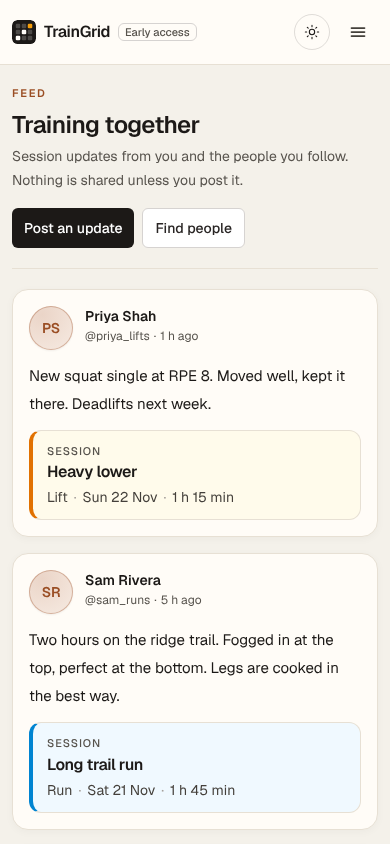 TrainGrid
Early access
FEED
Training together
Session updates from you and the people you follow.
Nothing is shared unless you post it.
Post an update
Find people
PS
Priya Shah
@priya_lifts · 1 h ago
New squat single at RPE 8. Moved well, kept it
there. Deadlifts next week.
SESSION
Heavy lower
Lift · Sun 22 Nov · 1 h 15 min
SR
Sam Rivera
@sam_runs · 5 h ago
Two hours on the ridge trail. Fogged in at the
top, perfect at the bottom. Legs are cooked in
the best way.
SESSION
Long trail run
Run · Sat 21 Nov · 1 h 45 min